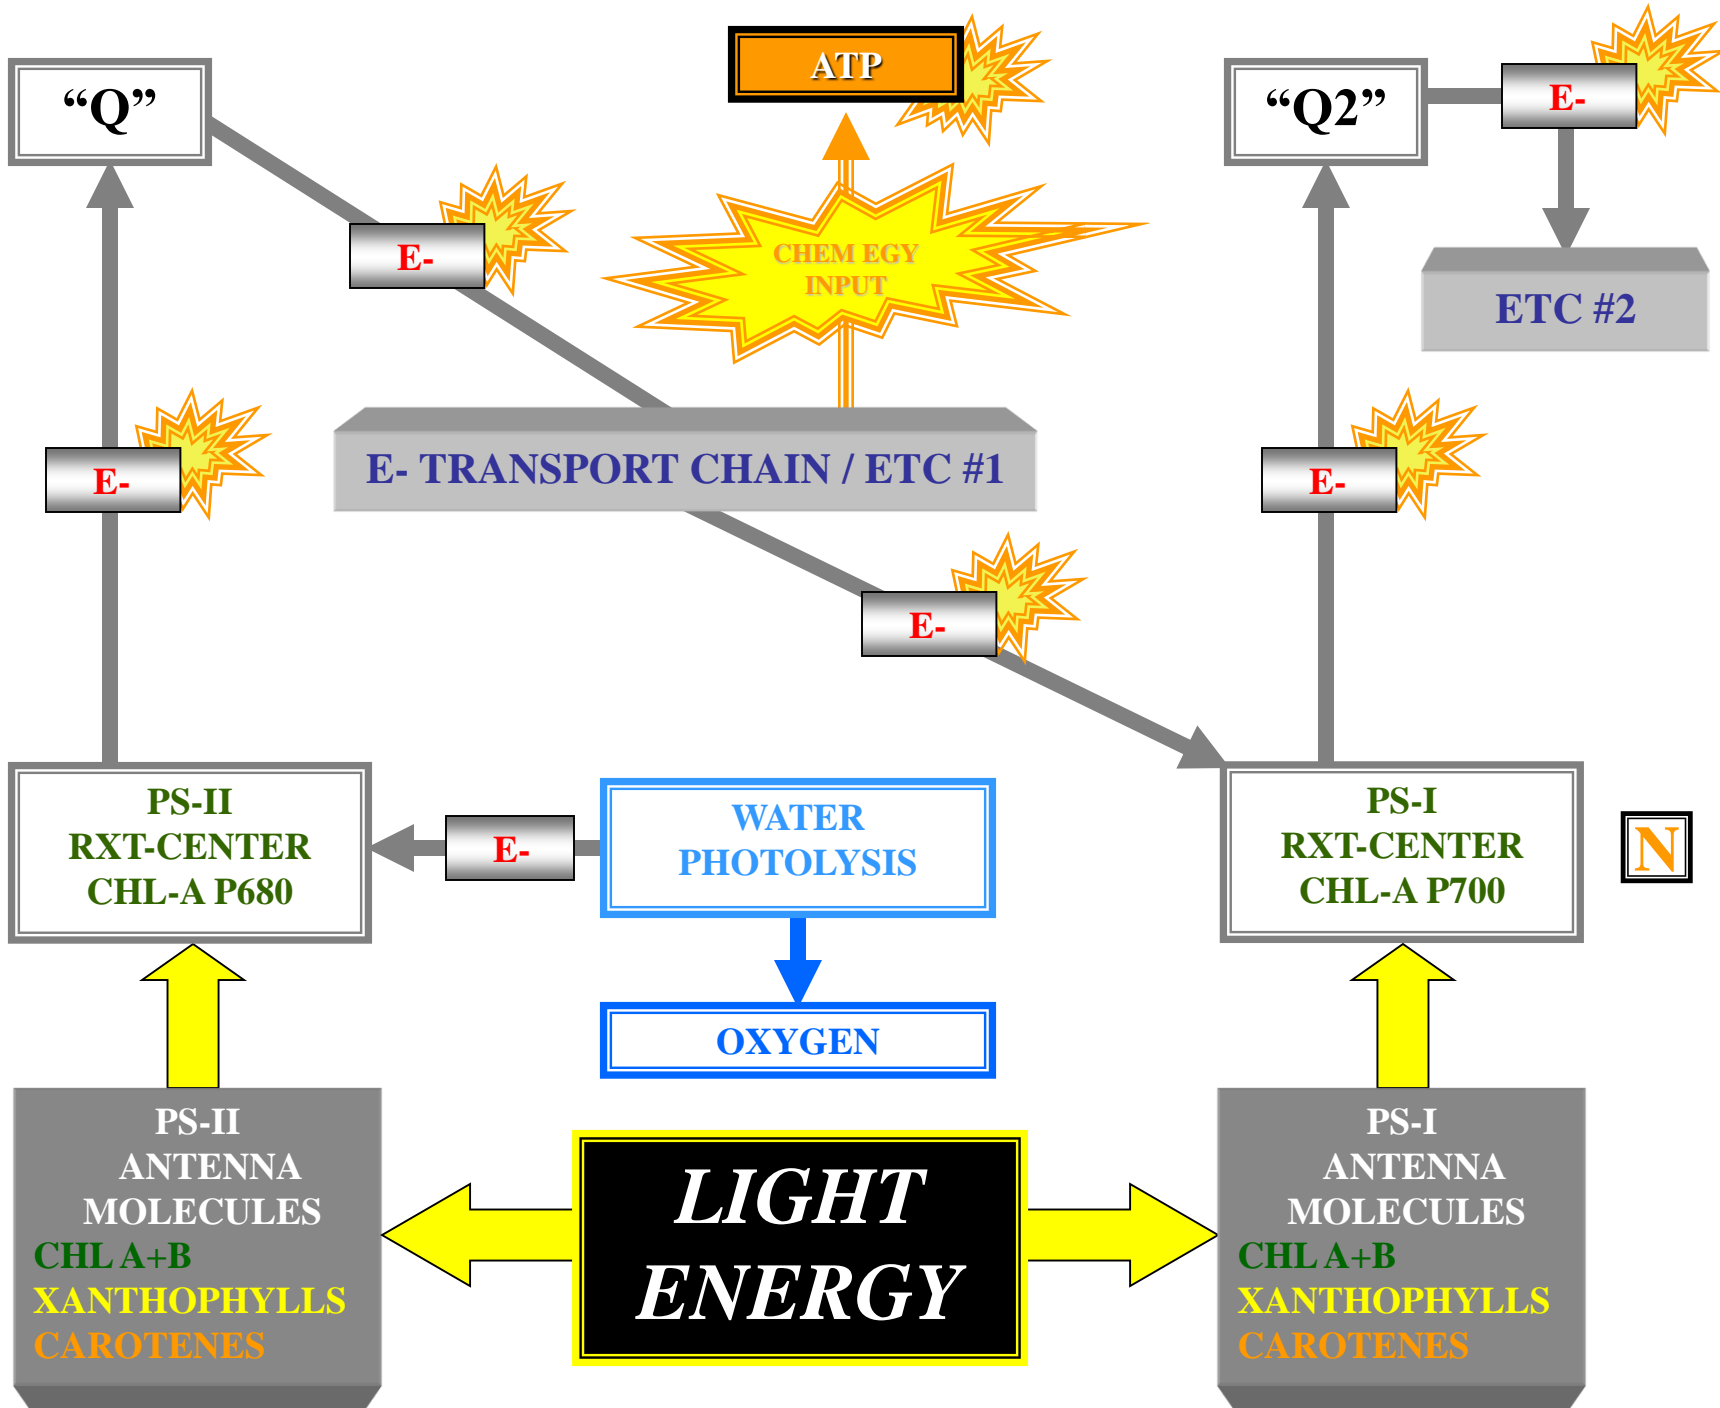 “Q”
ATP
“Q2”
E-
E-
CHEM EGY
INPUT
ETC #2
E-
E- TRANSPORT CHAIN / ETC #1
E-
E-
PS-II
RXT-CENTER
CHL-A P680
E-
WATER
PHOTOLYSIS
PS-I
RXT-CENTER
CHL-A P700
N
OXYGEN
PS-II
ANTENNA
MOLECULES
CHL A+B
XANTHOPHYLLS
CAROTENES
LIGHT
ENERGY
PS-I
ANTENNA
MOLECULES
CHL A+B
XANTHOPHYLLS
CAROTENES